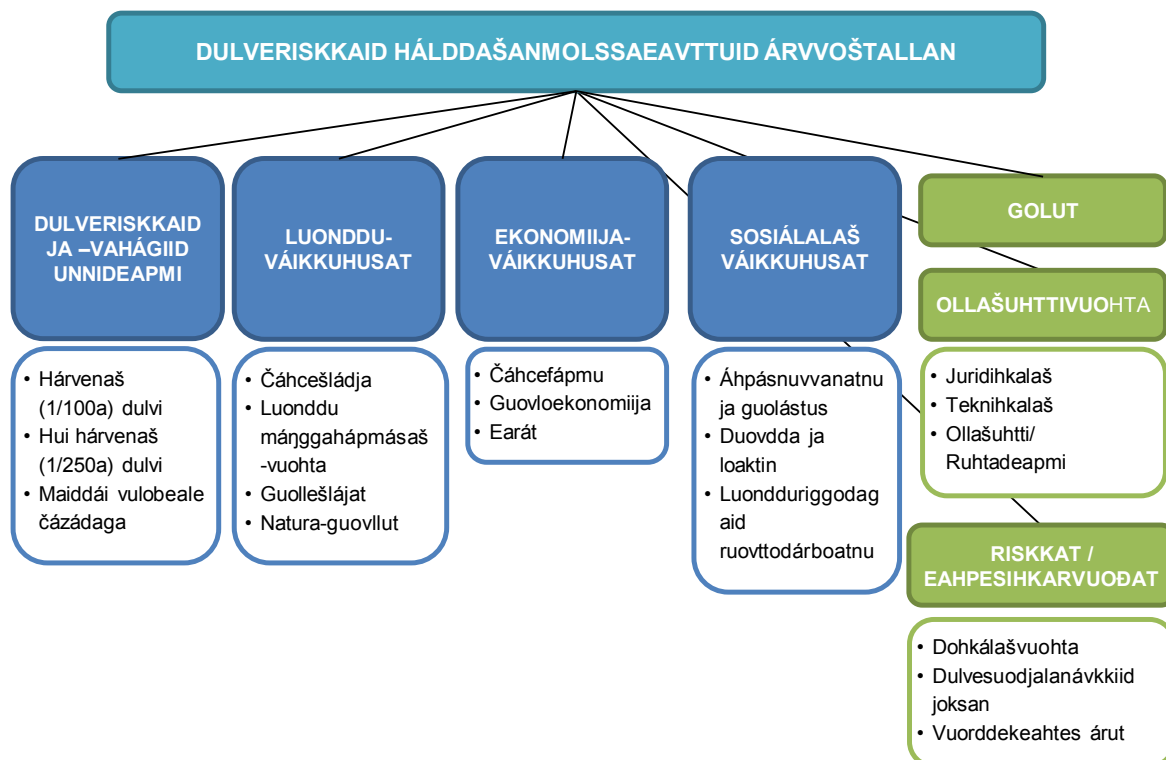 DULVERISKKAID HÁLDDAŠANMOLSSAEAVTTUID ÁRVVOŠTALLAN
DULVERISKKAID
JA –VAHÁGIID
UNNIDEAPMI
• Hárvenaš
(1/100a) dulvi
• Hui hárvenaš
(1/250a) dulvi
• Maiddái vulobeale
čázádaga
LUONDDU-
VÁIKKUHUSAT
• Čáhcešládja
• Luonddu
máŋggahápmásaš
-vuohta
• Guollešlájat
• Natura-guovllut
EKONOMIIJA-
VÁIKKUHUSAT
• Čáhcefápmu
• Guovloekonomiija
• Earát
SOSIÁLALAŠ
VÁIKKUHUSAT
• Áhpásnuvvanatnu
ja guolástus
• Duovdda ja
loaktin
• Luondduriggodag
aid
ruovttodárboatnu
GOLUT
OLLAŠUHTTIVUOHTA
• Juridihkalaš
• Teknihkalaš
• Ollašuhtti/
Ruhtadeapmi
RISKKAT /
EAHPESIHKARVUOĐAT
• Dohkálašvuohta
• Dulvesuodjalanávkkiid
joksan
• Vuorddekeahtes árut